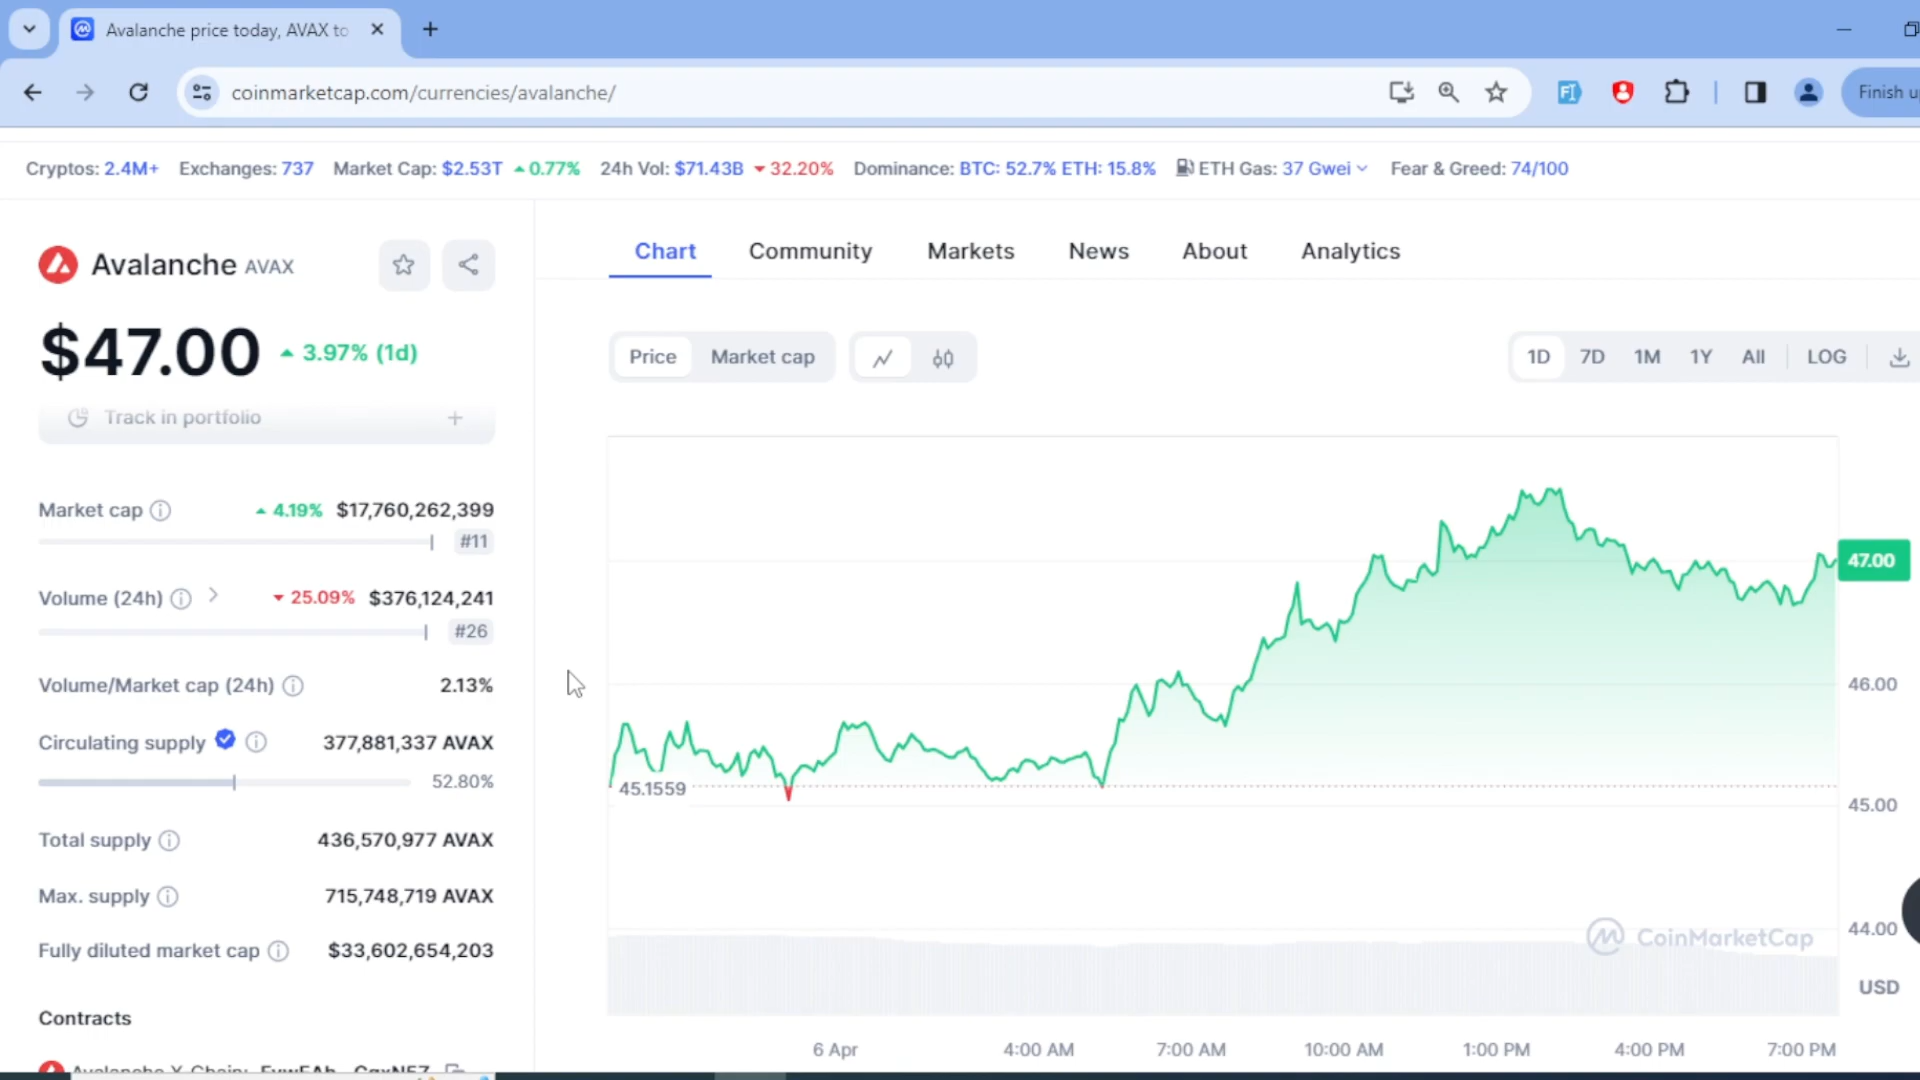 Avalanche price today, AVAX to
coinmarketcap.com/currencies/avalanche/
Finish u
Cryptos: 2.4M+ Exchanges: 737 Market Cap: $2.53T 0.77% 24h Vol: $71.43B 32.20% Dominance: BTC: 52.7% ETH: 15.8% ETH Gas: 37 Gwei Fear & Greed: 74/100
Avalanche AVAX
$47.00 3.97% (1d)
Track in portfolio +
Market cap 4.19% $17,760,262,399
#11
Volume (24h) 25.09% $376,124,241
#26
Volume/Market cap (24h) 2.13%
Circulating supply 377,881,337 AVAX
52.80%
Total supply 436,570,977 AVAX
Max. supply 715,748,719 AVAX
Fully diluted market cap $33,602,654,203
Contracts
Avalanche X-Chain:
Chart Community Markets News About Analytics
Price Market cap
1D 7D 1M 1Y All LOG
47.00
46.00
45.1559
45.00
44.00
CoinMarketCap
USD
6 Apr 4:00 AM 7:00 AM 10:00 AM 1:00 PM 4:00 PM 7:00 PM